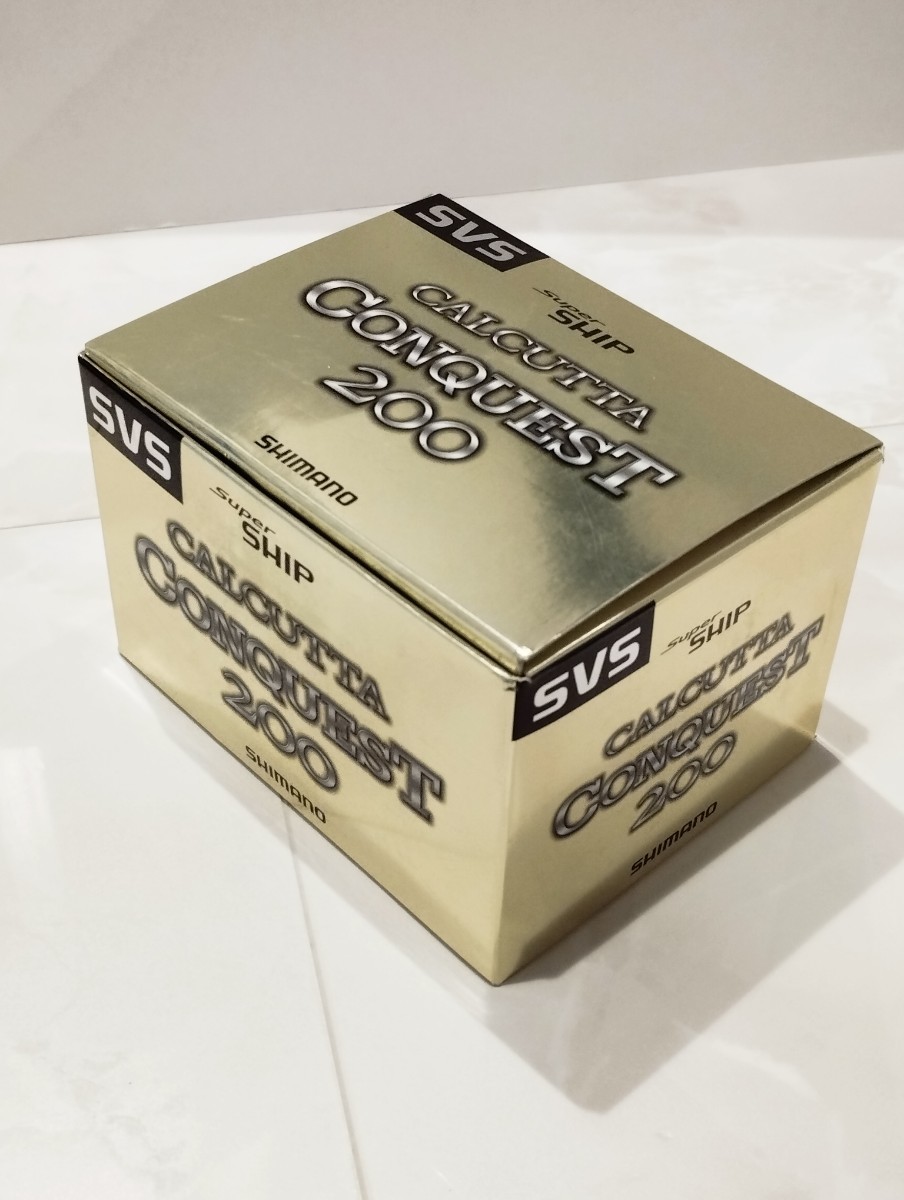 SVS
Super
SHIP
CALCUTTA
CONQUEST
200
SHIMANO
SVS
Super
SHIP
CALCUTTA
CONQUEST
200
SHIMANO
SVS
Super
SHIP
CALCUTTA
CONQUEST
200
SHIMANO